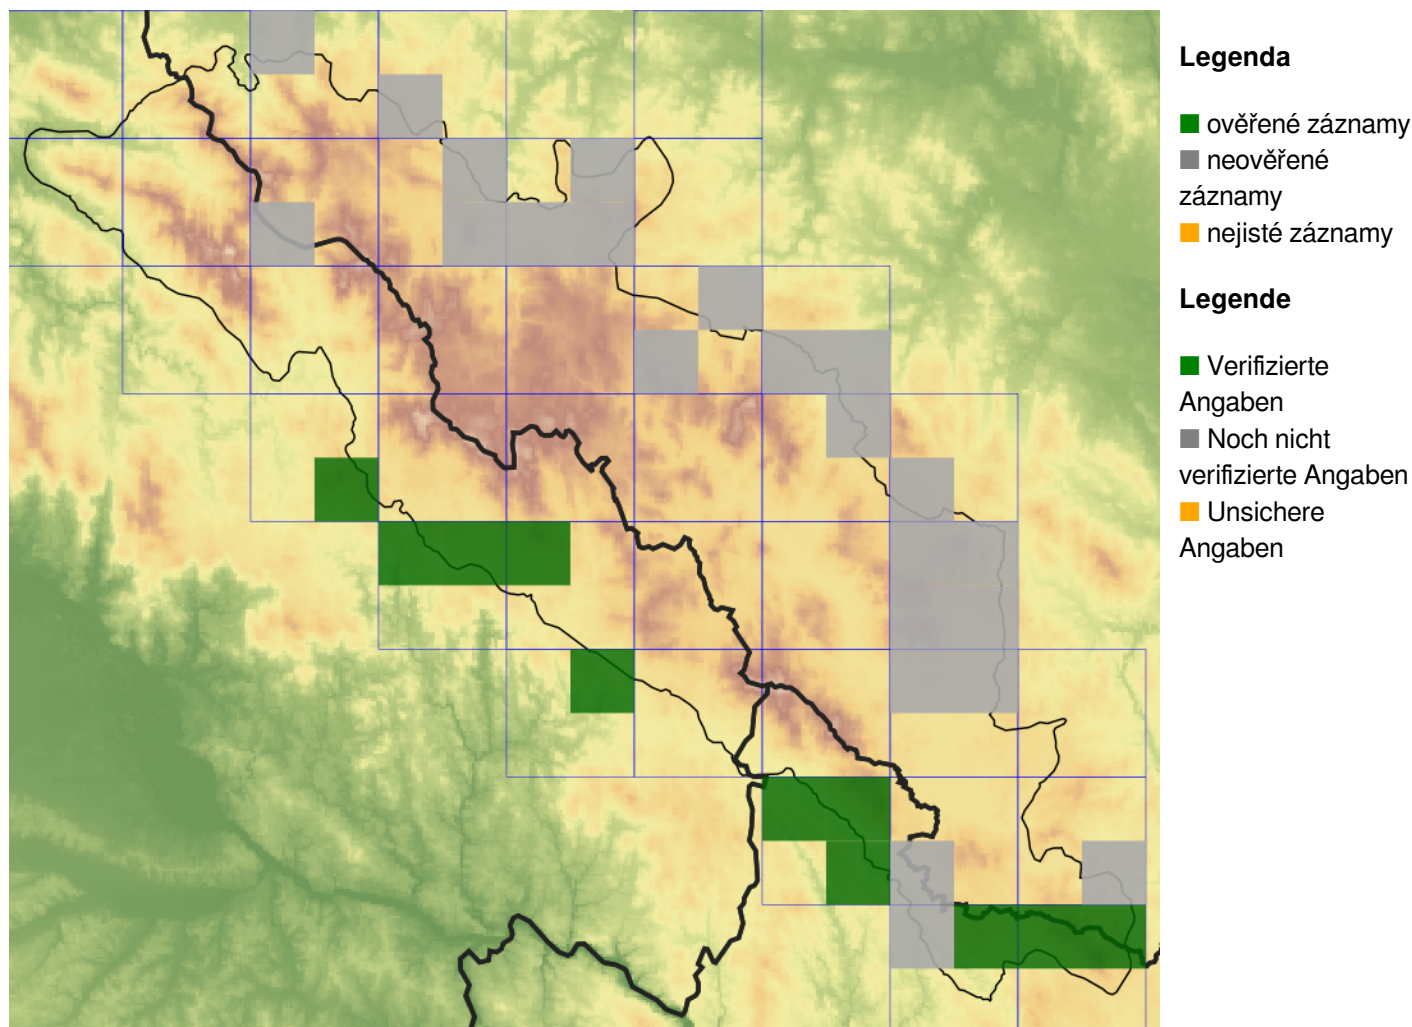 Legenda
ověřené záznamy
neověřené
záznamy
nejisté záznamy
Legende
Verifizierte
Angaben
Noch nicht
verifizierte Angaben
Unsichere
Angaben